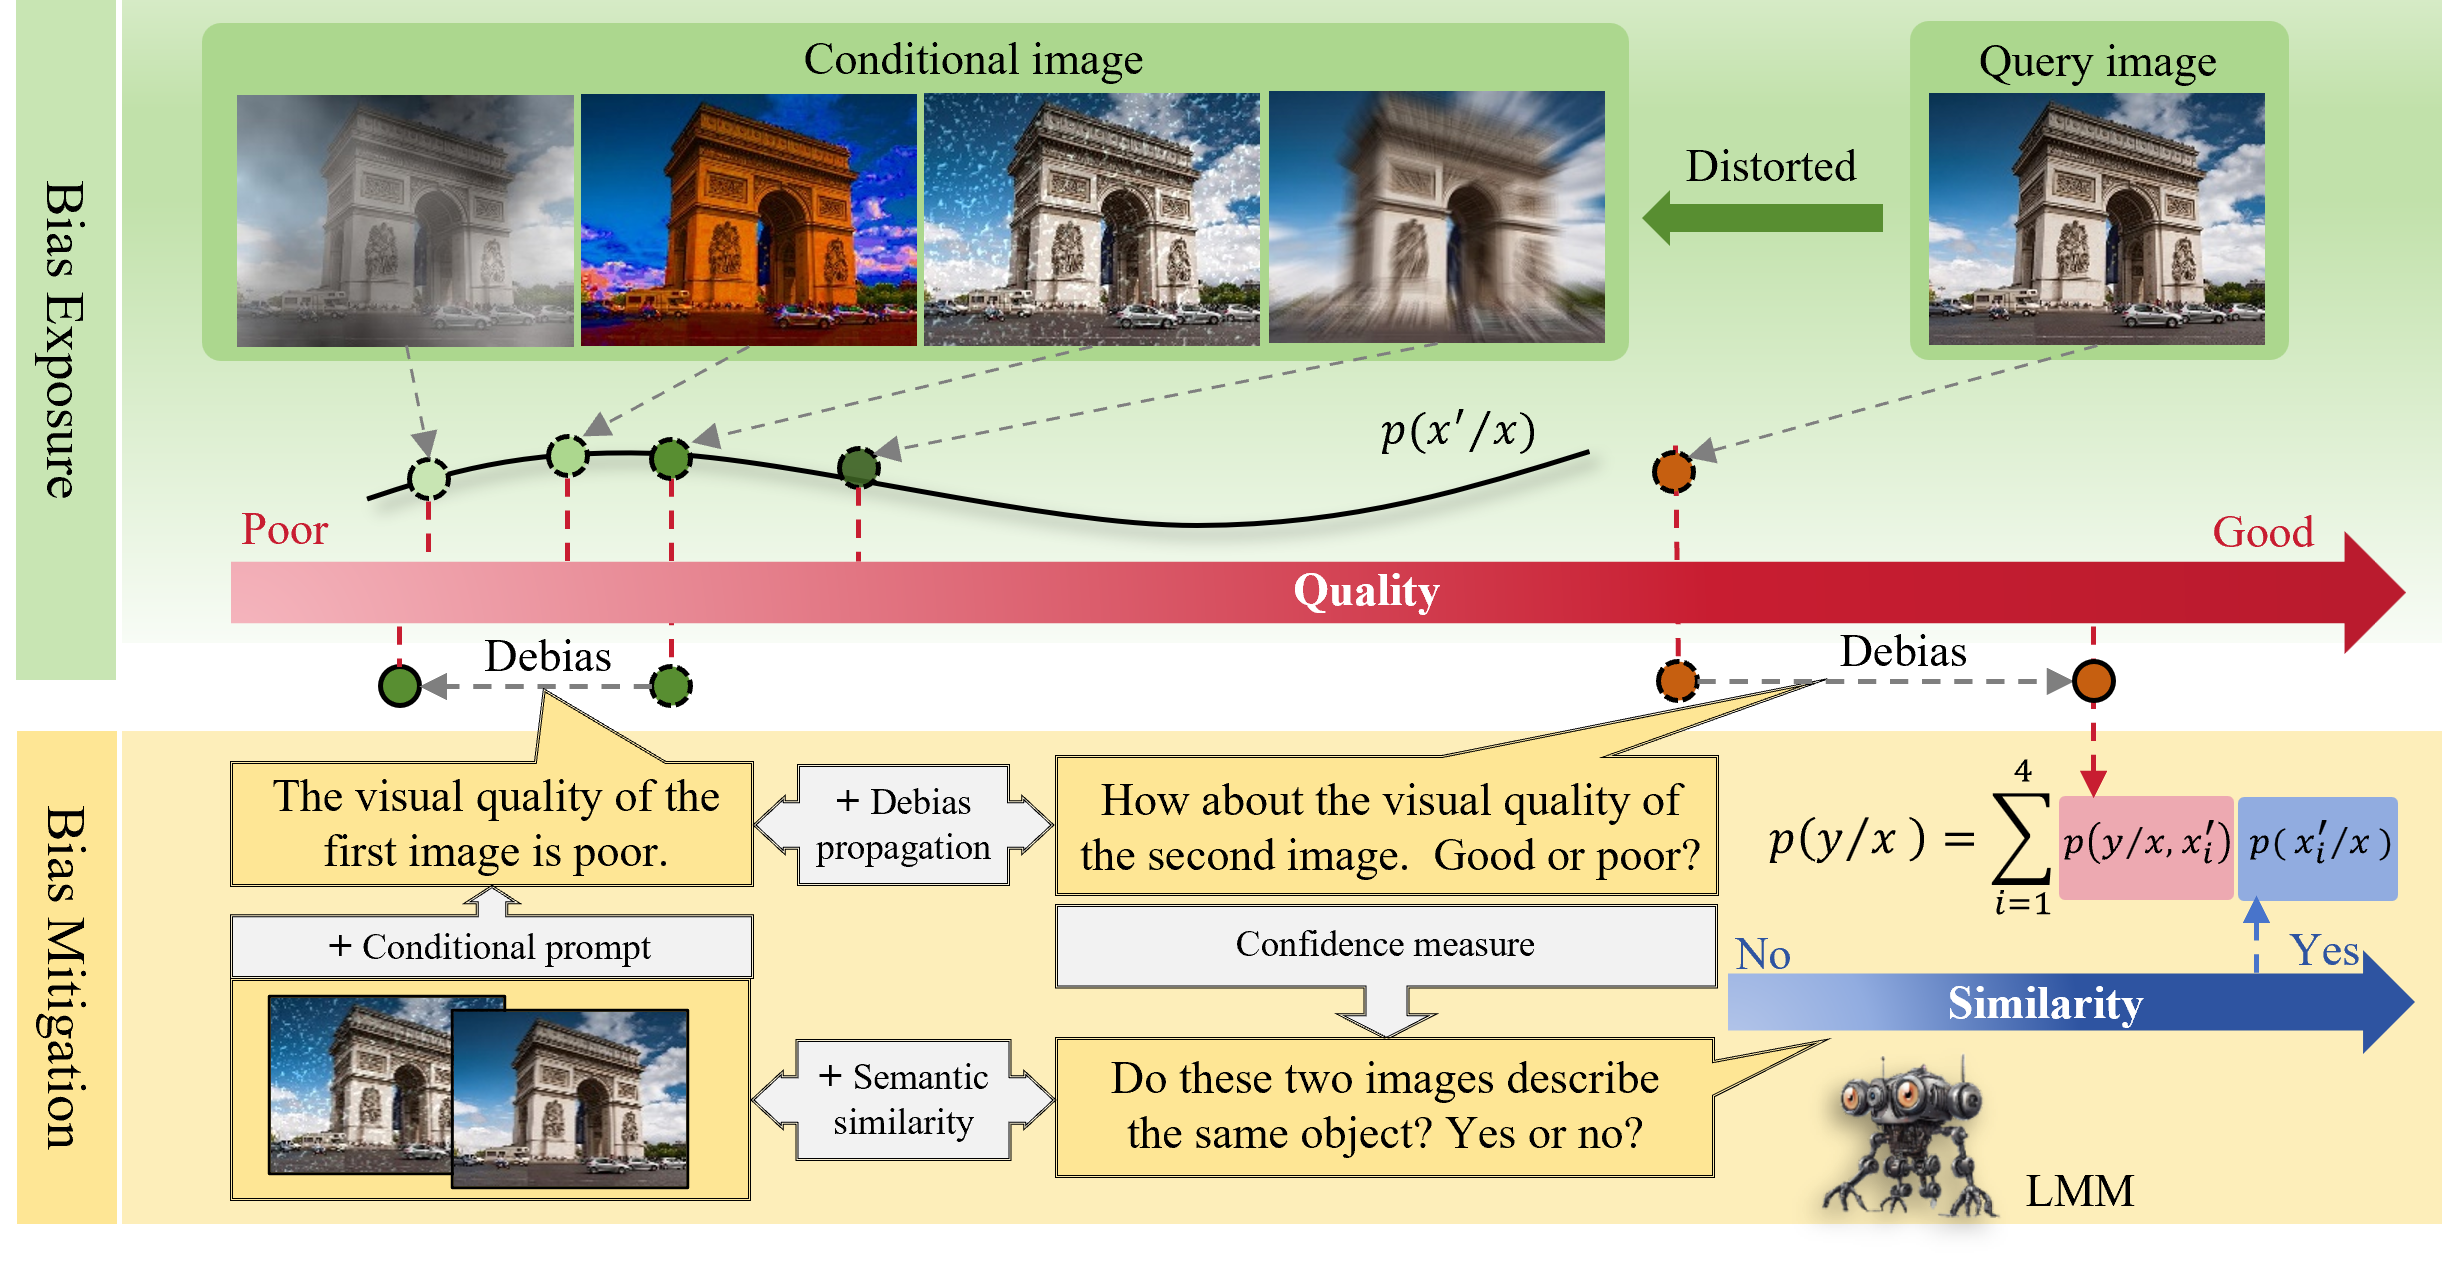 Bias Exposure
Conditional image
Query image
Distorted
p(x′/x)
Poor
Good
Quality
Debias
Debias
Bias Mitigation
The visual quality of the
first image is poor.
+ Debias
propagation
How about the visual quality of
the second image.  Good or poor?
p(y/x) = ∑ p(y/x, x′ᵢ) p( x′ᵢ/x )
4
i=1
+ Conditional prompt
Confidence measure
No
Yes
Similarity
+ Semantic
similarity
Do these two images describe
the same object? Yes or no?
LMM